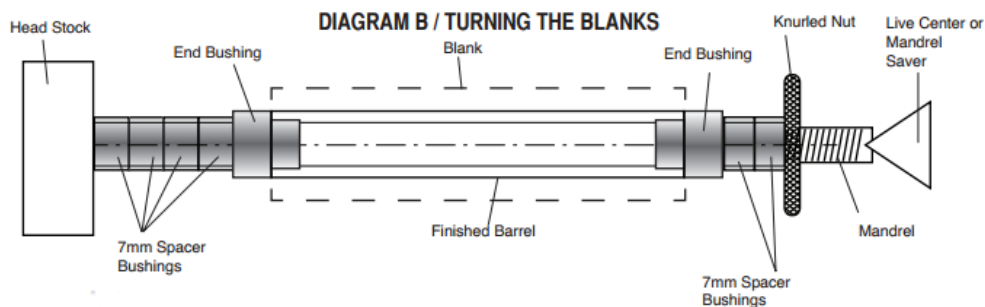 DIAGRAM B / TURNING THE BLANKS
Head Stock
End Bushing
Blank
End Bushing
Knurled Nut
Live Center or
Mandrel
Saver
7mm Spacer
Bushings
Finished Barrel
Mandrel
7mm Spacer
Bushings